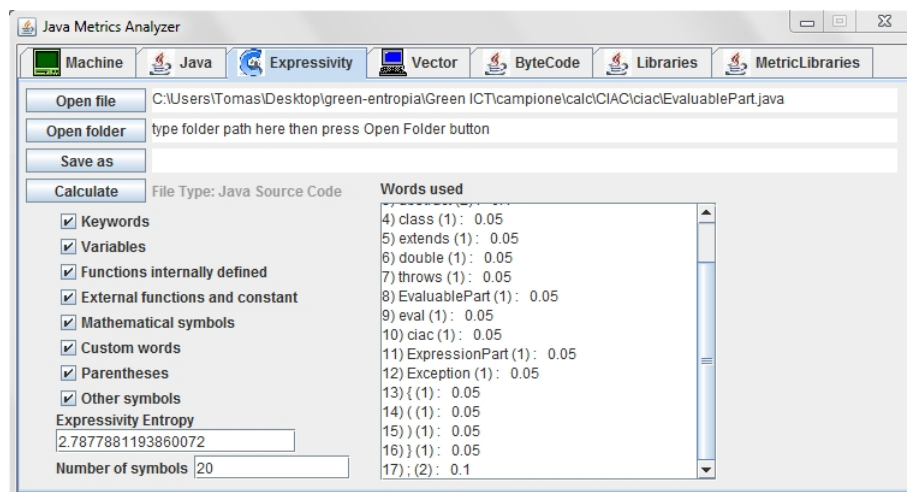 Java Metrics Analyzer
Machine Java Expressivity Vector ByteCode Libraries MetricLibraries
Open file C:\Users\Tomas\Desktop\green-entropia\Green ICT\campione\calc\CIAC\ciac\EvaluablePart.java
Open folder type folder path here then press Open Folder button
Save as
Calculate File Type: Java Source Code
Keywords
Variables
Functions internally defined
External functions and constant
Mathematical symbols
Custom words
Parentheses
Other symbols
Expressivity Entropy
2.7877881193860072
Number of symbols 20
Words used
4) class (1) : 0.05
5) extends (1) : 0.05
6) double (1) : 0.05
7) throws (1) : 0.05
8) EvaluablePart (1) : 0.05
9) eval (1) : 0.05
10) ciac (1) : 0.05
11) ExpressionPart (1) : 0.05
12) Exception (1) : 0.05
13) { (1) : 0.05
14) ( (1) : 0.05
15) ) (1) : 0.05
16) } (1) : 0.05
17) ; (2) : 0.1